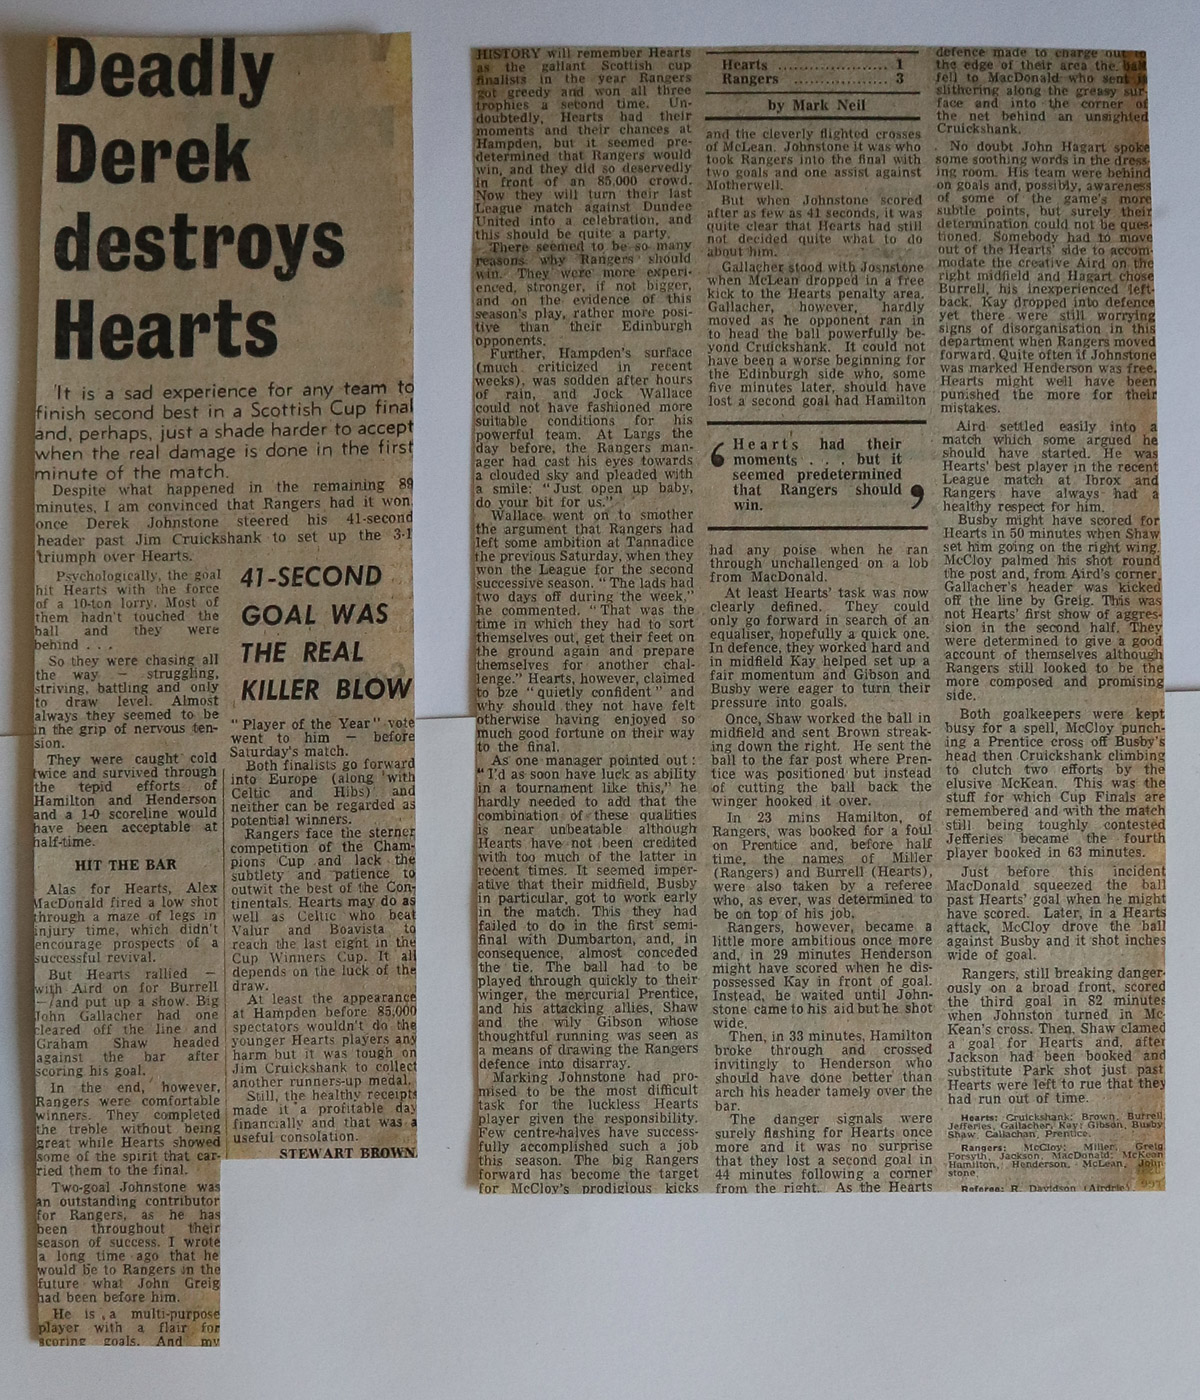 Deadly
Derek
destroys
Hearts
'It is a sad experience for any team to
finish second best in a Scottish Cup final
and, perhaps, just a shade harder to accept
when the real damage is done in the first
minute of the match.
Despite what happened in the remaining 89
minutes, I am convinced that Rangers had it won
once Derek Johnstone steered his 41-second
header past Jim Cruickshank to set up the 3-1
triumph over Hearts.
Psychologically, the goal
hit Hearts with the force
of a 10-ton lorry. Most of
them hadn't touched the
ball and they were
behind . . .
So they were chasing all
the way — struggling,
striving, battling and only
to draw level. Almost
always they seemed to be
in the grip of nervous ten-
sion.
They were caught cold
twice and survived through
the tepid efforts of
Hamilton and Henderson
and a 1-0 scoreline would
have been acceptable at
half-time.
HIT THE BAR
Alas for Hearts, Alex
MacDonald fired a low shot
through a maze of legs in
injury time, which didn't
encourage prospects of a
successful revival.
But Hearts rallied —
with Aird on for Burrell
— and put up a show. Big
John Gallacher had one
cleared off the line and
Graham Shaw headed
against the bar after
scoring his goal.
In the end, however,
Rangers were comfortable
winners. They completed
the treble without being
great while Hearts showed
some of the spirit that car-
ried them to the final.
Two-goal Johnstone was
an outstanding contributor
for Rangers, as he has
been throughout their
season of success. I wrote
a long time ago that he
would be to Rangers in the
future what John Greig
had been before him.
He is a multi-purpose
player with a flair for
scoring goals. And my
41-SECOND
GOAL WAS
THE REAL
KILLER BLOW
"Player of the Year" vote
went to him — before
Saturday's match.
Both finalists go forward
into Europe (along with
Celtic and Hibs) and
neither can be regarded as
potential winners.
Rangers face the sterner
competition of the Cham-
pions Cup and lack the
subtlety and patience to
outwit the best of the Con-
tinentals. Hearts may do as
well as Celtic who beat
Valur and Boavista to
reach the last eight in the
Cup Winners Cup. It all
depends on the luck of the
draw.
At least the appearance
at Hampden before 85,000
spectators wouldn't do the
younger Hearts players any
harm but it was tough on
Jim Cruickshank to collect
another runners-up medal.
Still, the healthy receipts
made it a profitable day
financially and that was a
useful consolation.
STEWART BROWN
HISTORY will remember Hearts
as the gallant Scottish cup
finalists in the year Rangers
got greedy and won all three
trophies a second time. Un-
doubtedly, Hearts had their
moments and their chances at
Hampden, but it seemed pre-
determined that Rangers would
win, and they did so deservedly
in front of an 85,000 crowd.
Now they will turn their last
League match against Dundee
United into a celebration, and
this should be quite a party.
There seemed to be so many
reasons why Rangers should
win. They were more experi-
enced, stronger, if not bigger,
and on the evidence of this
season's play, rather more posi-
tive than their Edinburgh
opponents.
Further, Hampden's surface
(much criticized in recent
weeks), was sodden after hours
of rain, and Jock Wallace
could not have fashioned more
suitable conditions for his
powerful team. At Largs the
day before, the Rangers man-
ager had cast his eyes towards
a clouded sky and pleaded with
a smile: "Just open up baby,
do your bit for us."
Wallace went on to smother
the argument that Rangers had
left some ambition at Tannadice
the previous Saturday, when they
won the League for the second
successive season. "The lads had
two days off during the week,"
he commented. "That was the
time in which they had to sort
themselves out, get their feet on
the ground again and prepare
themselves for another chal-
lenge." Hearts, however, claimed
to bze "quietly confident" and
why should they not have felt
otherwise having enjoyed so
much good fortune on their way
to the final.
As one manager pointed out:
"I'd as soon have luck as ability
in a tournament like this," he
hardly needed to add that the
combination of these qualities
is near unbeatable although
Hearts have not been credited
with too much of the latter in
recent times. It seemed imper-
ative that their midfield, Busby
in particular, got to work early
in the match. This they had
failed to do in the first semi-
final with Dumbarton, and, in
consequence, almost conceded
the tie. The ball had to be
played through quickly to their
winger, the mercurial Prentice,
and his attacking allies, Shaw
and the wily Gibson whose
thoughtful running was seen as
a means of drawing the Rangers
defence into disarray.
Marking Johnstone had pro-
mised to be the most difficult
task for the luckless Hearts
player given the responsibility.
Few centre-halves have success-
fully accomplished such a job
this season. The big Rangers
forward has become the target
for McCloy's prodigious kicks
Hearts .................... 1
Rangers ................ 3
by Mark Neil
and the cleverly flighted crosses
of McLean. Johnstone it was who
took Rangers into the final with
two goals and one assist against
Motherwell.
But when Johnstone scored
after as few as 41 seconds, it was
quite clear that Hearts had still
not decided quite what to do
about him.
Gallacher stood with Josnstone
when McLean dropped in a free
kick to the Hearts penalty area.
Gallacher, however, hardly
moved as he opponent ran in
to head the ball powerfully be-
yond Cruickshank. It could not
have been a worse beginning for
the Edinburgh side who, some
five minutes later, should have
lost a second goal had Hamilton
‘ Hearts had their
moments . . . but it
seemed predetermined
that Rangers should
win. ’
had any poise when he ran
through unchallenged on a lob
from MacDonald.
At least Hearts' task was now
clearly defined. They could
only go forward in search of an
equaliser, hopefully a quick one.
In defence, they worked hard and
in midfield Kay helped set up a
fair momentum and Gibson and
Busby were eager to turn their
pressure into goals.
Once, Shaw worked the ball in
midfield and sent Brown streak-
ing down the right. He sent the
ball to the far post where Pren-
tice was positioned but instead
of cutting the ball back the
winger hooked it over.
In 23 mins Hamilton, of
Rangers, was booked for a foul
on Prentice and, before half
time, the names of Miller
(Rangers) and Burrell (Hearts),
were also taken by a referee
who, as ever, was determined to
be on top of his job.
Rangers, however, became a
little more ambitious once more
and, in 29 minutes Henderson
might have scored when he dis-
possessed Kay in front of goal.
Instead, he waited until John-
stone came to his aid but he shot
wide.
Then, in 33 minutes, Hamilton
broke through and crossed
invitingly to Henderson who
should have done better than
arch his header tamely over the
bar.
The danger signals were
surely flashing for Hearts once
more and it was no surprise
that they lost a second goal in
44 minutes following a corner
from the right. As the Hearts
defence made to charge out to
the edge of their area the ball
fell to MacDonald who sent is
slithering along the greasy sur-
face and into the corner of
the net behind an unsighted
Cruickshank.
No doubt John Hagart spoke
some soothing words in the dress-
ing room. His team were behind
on goals and, possibly, awareness
of some of the game's more
subtle points, but surely their
determination could not be ques-
tioned. Somebody had to move
out of the Hearts' side to accom-
modate the creative Aird on the
right midfield and Hagart chose
Burrell, his inexperienced left-
back. Kay dropped into defence
yet there were still worrying
signs of disorganisation in this
department when Rangers moved
forward. Quite often if Johnstone
was marked Henderson was free.
Hearts might well have been
punished the more for their
mistakes.
Aird settled easily into a
match which some argued he
should have started. He was
Hearts' best player in the recent
League match at Ibrox and
Rangers have always had a
healthy respect for him.
Busby might have scored for
Hearts in 50 minutes when Shaw
set him going on the right wing.
McCloy palmed his shot round
the post and, from Aird's corner,
Gallacher's header was kicked
off the line by Greig. This was
not Hearts' first show of aggres-
sion in the second half. They
were determined to give a good
account of themselves although
Rangers still looked to be the
more composed and promising
side.
Both goalkeepers were kept
busy for a spell, McCloy punch-
ing a Prentice cross off Busby's
head then Cruickshank climbing
to clutch two efforts by the
elusive McKean. This was the
stuff for which Cup Finals are
remembered and with the match
still being toughly contested
Jefferies became the fourth
player booked in 63 minutes.
Just before this incident
MacDonald squeezed the ball
past Hearts' goal when he might
have scored. Later, in a Hearts
attack, McCloy drove the ball
against Busby and it shot inches
wide of goal.
Rangers, still breaking danger-
ously on a broad front, scored
the third goal in 82 minutes
when Johnston turned in Mc-
Kean's cross. Then, Shaw clamed
a goal for Hearts and, after
Jackson had been booked and
substitute Park shot just past
Hearts were left to rue that they
had run out of time.
Hearts: Cruickshank; Brown, Burrell,
Jefferies, Gallacher, Kay; Gibson, Busby,
Shaw, Callachan, Prentice.
Rangers: McCloy; Miller, Greig,
Forsyth, Jackson, MacDonald; McKean,
Hamilton, Henderson, McLean, John-
stone.
Referee: R. Davidson (Airdrie).